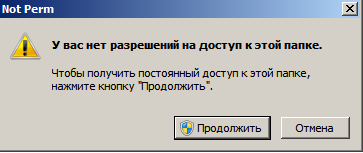 Not Perm
У вас нет разрешений на доступ к этой папке.
Чтобы получить постоянный доступ к этой папке,
нажмите кнопку "Продолжить".
Продолжить
Отмена